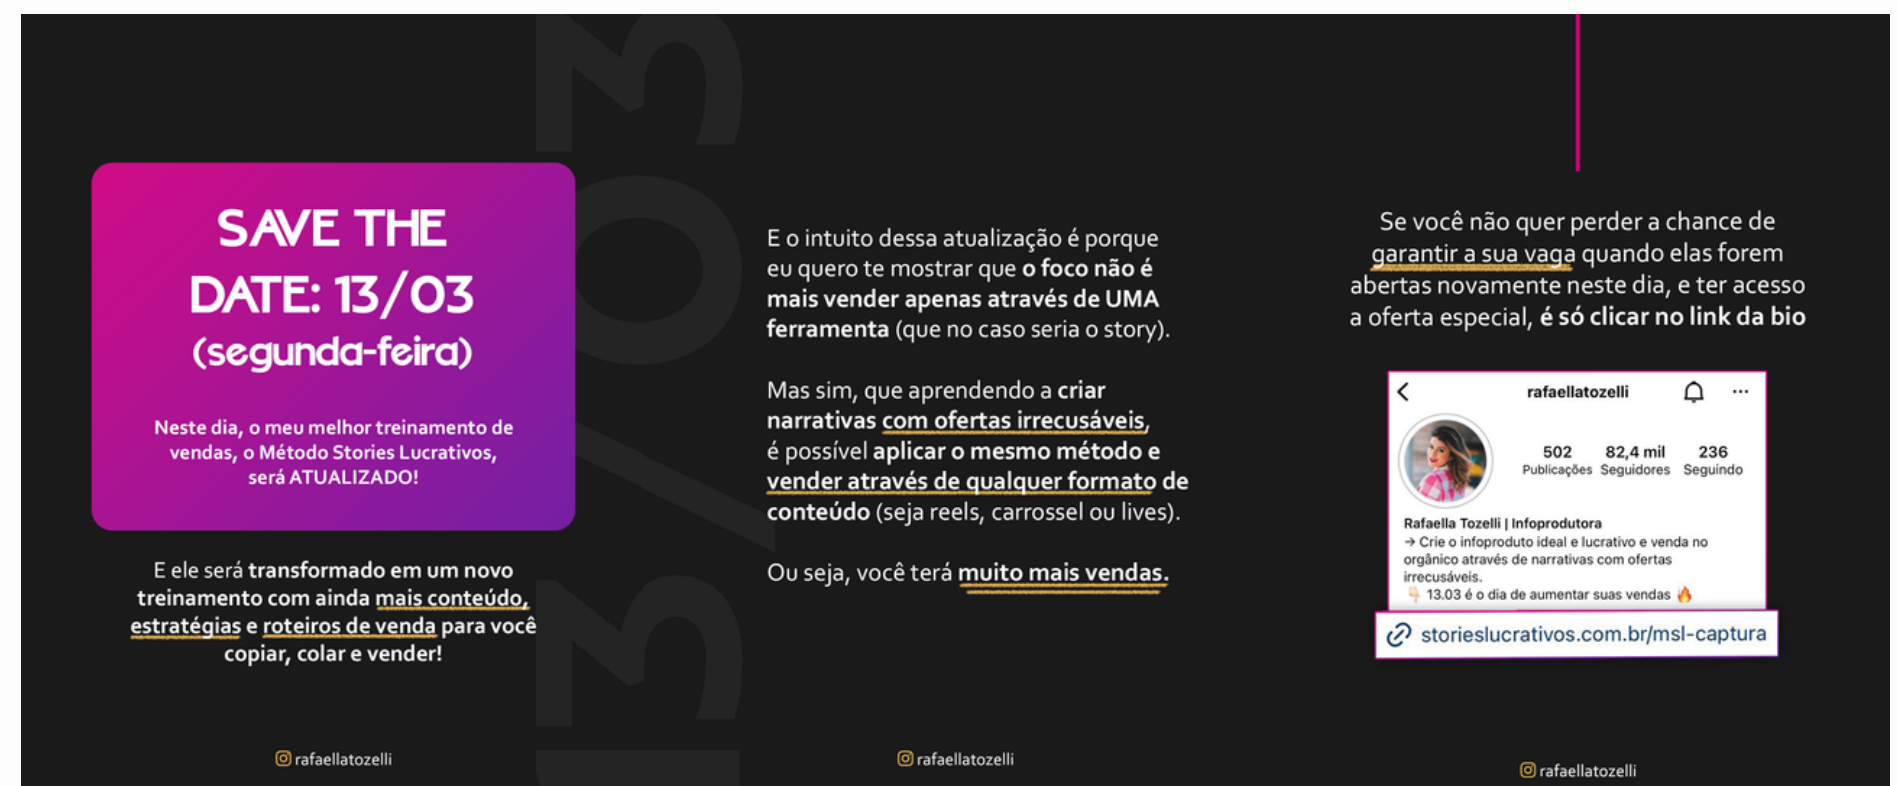 SAVE THE
DATE: 13/03
(segunda-feira)
Neste dia, o meu melhor treinamento de
vendas, o Método Stories Lucrativos,
será ATUALIZADO!
E ele será transformado em um novo
treinamento com ainda mais conteúdo,
estratégias e roteiros de venda para você
copiar, colar e vender!
rafaellatozelli
13/03
E o intuito dessa atualização é porque
eu quero te mostrar que o foco não é
mais vender apenas através de UMA
ferramenta (que no caso seria o story).
Mas sim, que aprendendo a criar
narrativas com ofertas irrecusáveis,
é possível aplicar o mesmo método e
vender através de qualquer formato de
conteúdo (seja reels, carrossel ou lives).
Ou seja, você terá muito mais vendas.
rafaellatozelli
Se você não quer perder a chance de
garantir a sua vaga quando elas forem
abertas novamente neste dia, e ter acesso
a oferta especial, é só clicar no link da bio
rafaellatozelli
502 82,4 mil 236
Publicações Seguidores Seguindo
Rafaella Tozelli | Infoprodutora
→ Crie o infoproduto ideal e lucrativo e venda no
orgânico através de narrativas com ofertas
irrecusáveis.
👇🏻 13.03 é o dia de aumentar suas vendas 🔥
storieslucrativos.com.br/msl-captura
rafaellatozelli